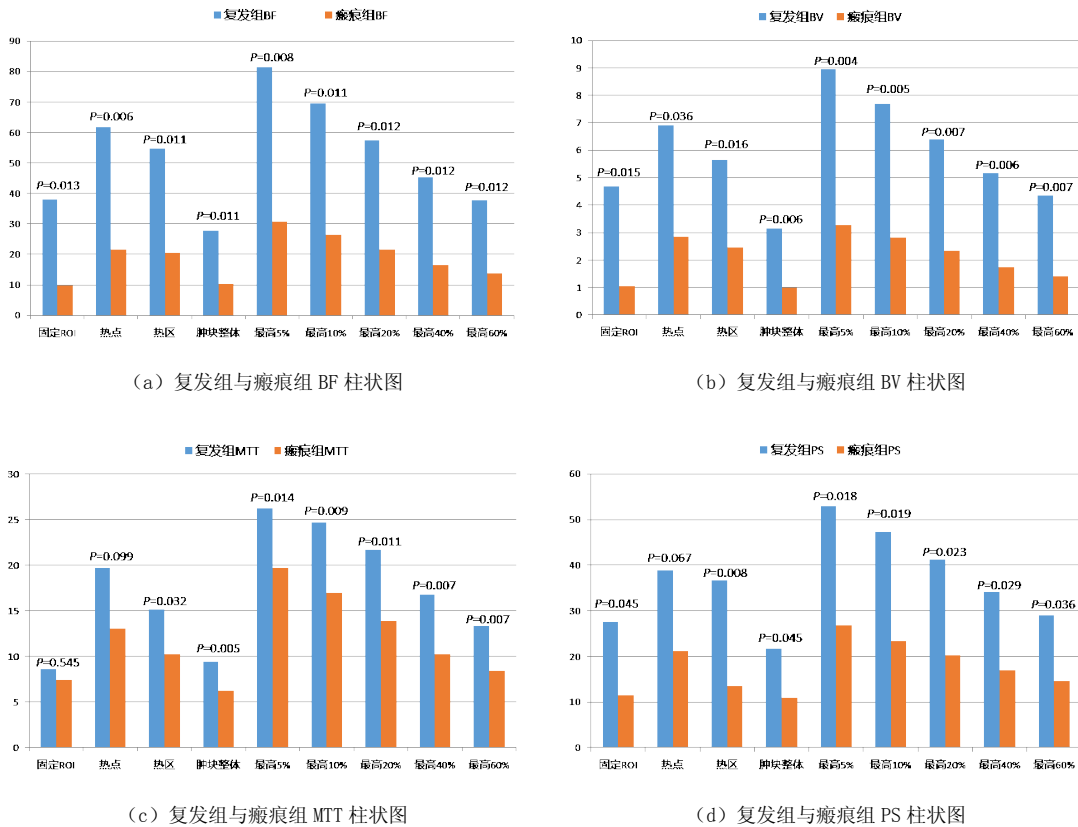 复发组BF 瘢痕组BF
90
80
70
60
50
40
30
20
10
0
P=0.013
P=0.006
P=0.011
P=0.011
P=0.008
P=0.011
P=0.012
P=0.012
P=0.012
固定ROI 热点 热区 肿块整体 最高5% 最高10% 最高20% 最高40% 最高60%
(a) 复发组与瘢痕组 BF 柱状图
复发组BV 瘢痕组BV
10
9
8
7
6
5
4
3
2
1
0
P=0.015
P=0.036
P=0.016
P=0.006
P=0.004
P=0.005
P=0.007
P=0.006
P=0.007
固定ROI 热点 热区 肿块整体 最高5% 最高10% 最高20% 最高40% 最高60%
(b) 复发组与瘢痕组 BV 柱状图
复发组MTT 瘢痕组MTT
30
25
20
15
10
5
0
P=0.545
P=0.099
P=0.032
P=0.005
P=0.014
P=0.009
P=0.011
P=0.007
P=0.007
固定ROI 热点 热区 肿块整体 最高5% 最高10% 最高20% 最高40% 最高60%
(c) 复发组与瘢痕组 MTT 柱状图
复发组PS 瘢痕组PS
60
50
40
30
20
10
0
P=0.045
P=0.067
P=0.008
P=0.045
P=0.018
P=0.019
P=0.023
P=0.029
P=0.036
固定ROI 热点 热区 肿块整体 最高5% 最高10% 最高20% 最高40% 最高60%
(d) 复发组与瘢痕组 PS 柱状图